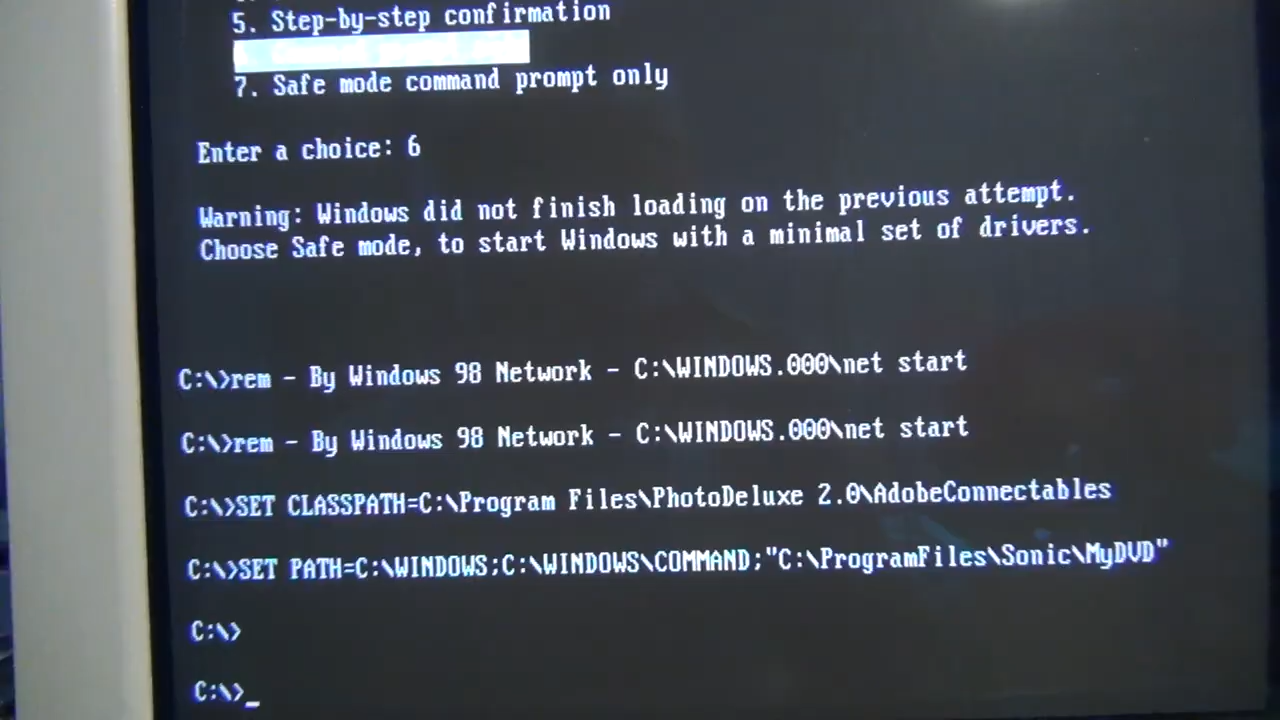 5. Step-by-step confirmation
7. Safe mode command prompt only
Enter a choice: 6
Warning: Windows did not finish loading on the previous attempt.
Choose Safe mode, to start Windows with a minimal set of drivers.
C:\>rem - By Windows 98 Network - C:\WINDOWS.000\net start
C:\>rem - By Windows 98 Network - C:\WINDOWS.000\net start
C:\>SET CLASSPATH=C:\Program Files\PhotoDeluxe 2.0\AdobeConnectables
C:\>SET PATH=C:\WINDOWS;C:\WINDOWS\COMMAND;"C:\ProgramFiles\Sonic\MyDVD"
C:\>
C:\>_